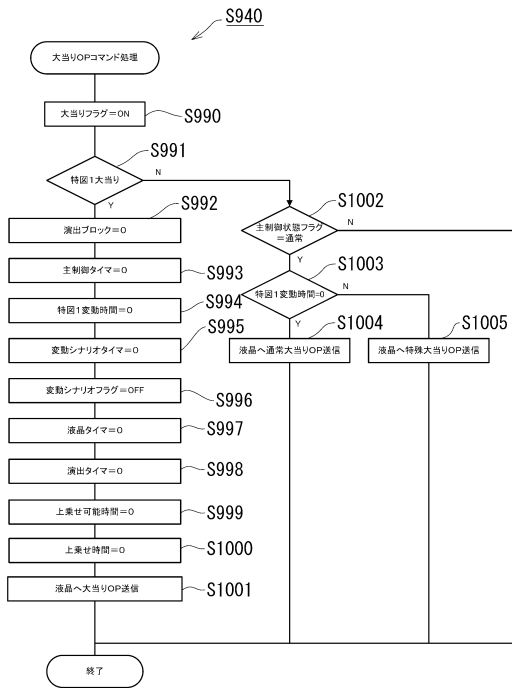 S940
大当りOPコマンド処理
大当りフラグ=ON
S990
特図1大当り
S991
N
Y
演出ブロック=0
S992
主制御タイマ=0
S993
特図1変動時間=0
S994
変動シナリオタイマ=0
S995
変動シナリオフラグ=OFF
S996
液晶タイマ=0
S997
演出タイマ=0
S998
上乗せ可能時間=0
S999
上乗せ時間=0
S1000
液晶へ大当りOP送信
S1001
主制御状態フラグ
=通常
S1002
N
Y
特図1変動時間=0
S1003
N
Y
液晶へ通常大当りOP送信
S1004
液晶へ特殊大当りOP送信
S1005
終了